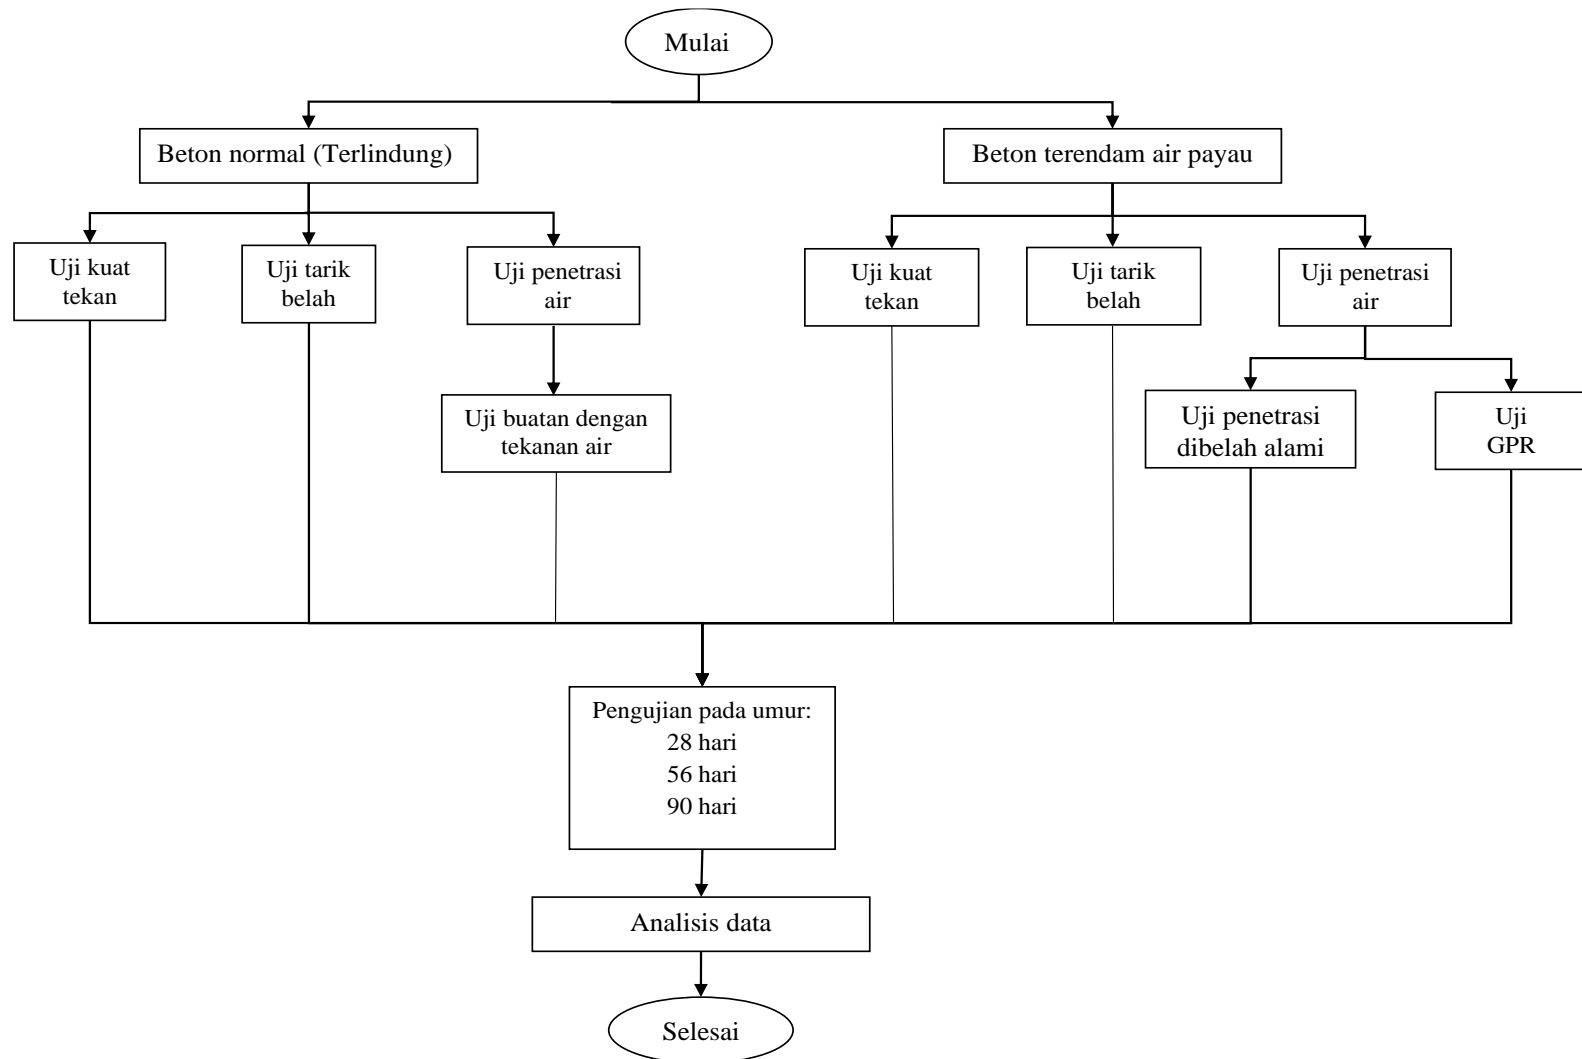 Mulai
Beton normal (Terlindung)
Beton terendam air payau
Uji kuat
tekan
Uji tarik
belah
Uji penetrasi
air
Uji kuat
tekan
Uji tarik
belah
Uji penetrasi
air
Uji buatan dengan
tekanan air
Uji penetrasi
dibelah alami
Uji
GPR
Pengujian pada umur:
28 hari
56 hari
90 hari
Analisis data
Selesai